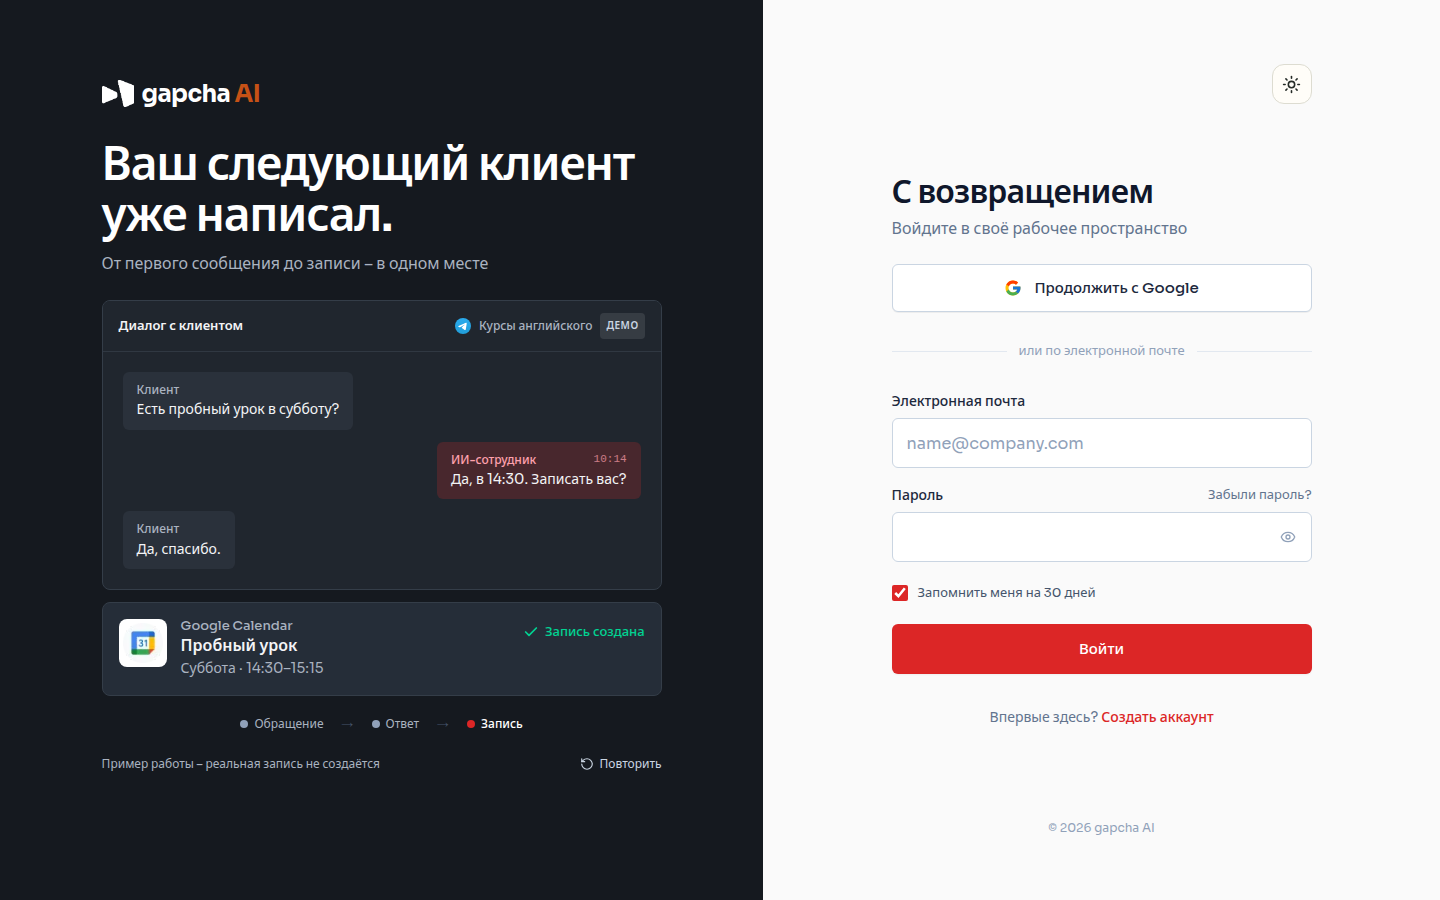 gapcha AI
Ваш следующий клиент
уже написал.
От первого сообщения до записи – в одном месте
Диалог с клиентом
Курсы английского
ДЕМО
Клиент
Есть пробный урок в субботу?
ИИ-сотрудник
10:14
Да, в 14:30. Записать вас?
Клиент
Да, спасибо.
31
Google Calendar
Пробный урок
Суббота · 14:30–15:15
Запись создана
Обращение → Ответ → Запись
Пример работы – реальная запись не создаётся
Повторить
С возвращением
Войдите в своё рабочее пространство
Продолжить с Google
или по электронной почте
Электронная почта
name@company.com
Пароль
Забыли пароль?
Запомнить меня на 30 дней
Войти
Впервые здесь? Создать аккаунт
© 2026 gapcha AI